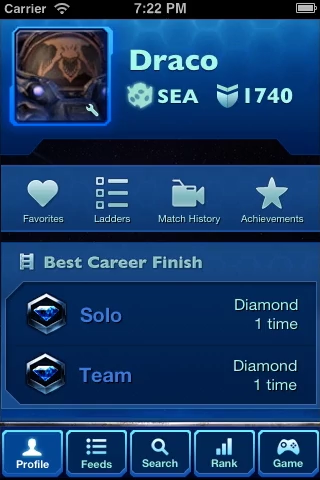 Carrier 7:22 PM
Draco
SEA 1740
Favorites Ladders Match History Achievements
Best Career Finish
Solo Diamond
1 time
Team Diamond
1 time
Profile Feeds Search Rank Game